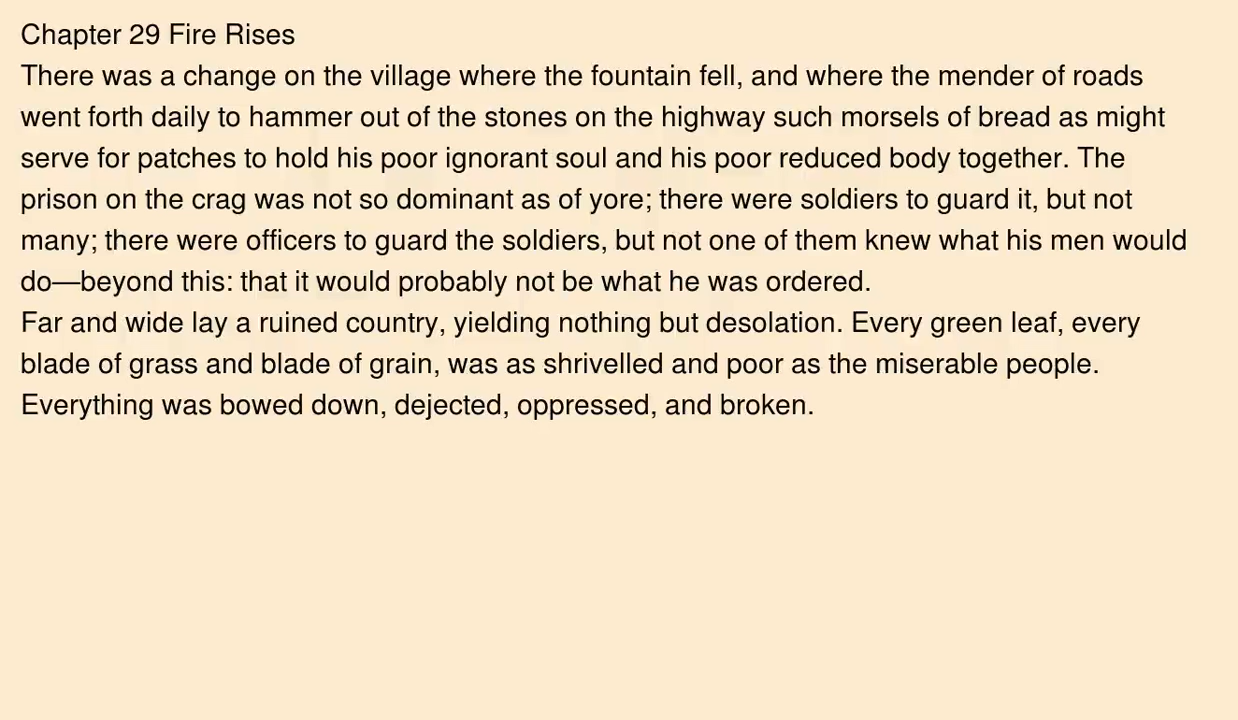 Chapter 29 Fire Rises
There was a change on the village where the fountain fell, and where the mender of roads
went forth daily to hammer out of the stones on the highway such morsels of bread as might
serve for patches to hold his poor ignorant soul and his poor reduced body together. The
prison on the crag was not so dominant as of yore; there were soldiers to guard it, but not
many; there were officers to guard the soldiers, but not one of them knew what his men would
do—beyond this: that it would probably not be what he was ordered.
Far and wide lay a ruined country, yielding nothing but desolation. Every green leaf, every
blade of grass and blade of grain, was as shrivelled and poor as the miserable people.
Everything was bowed down, dejected, oppressed, and broken.